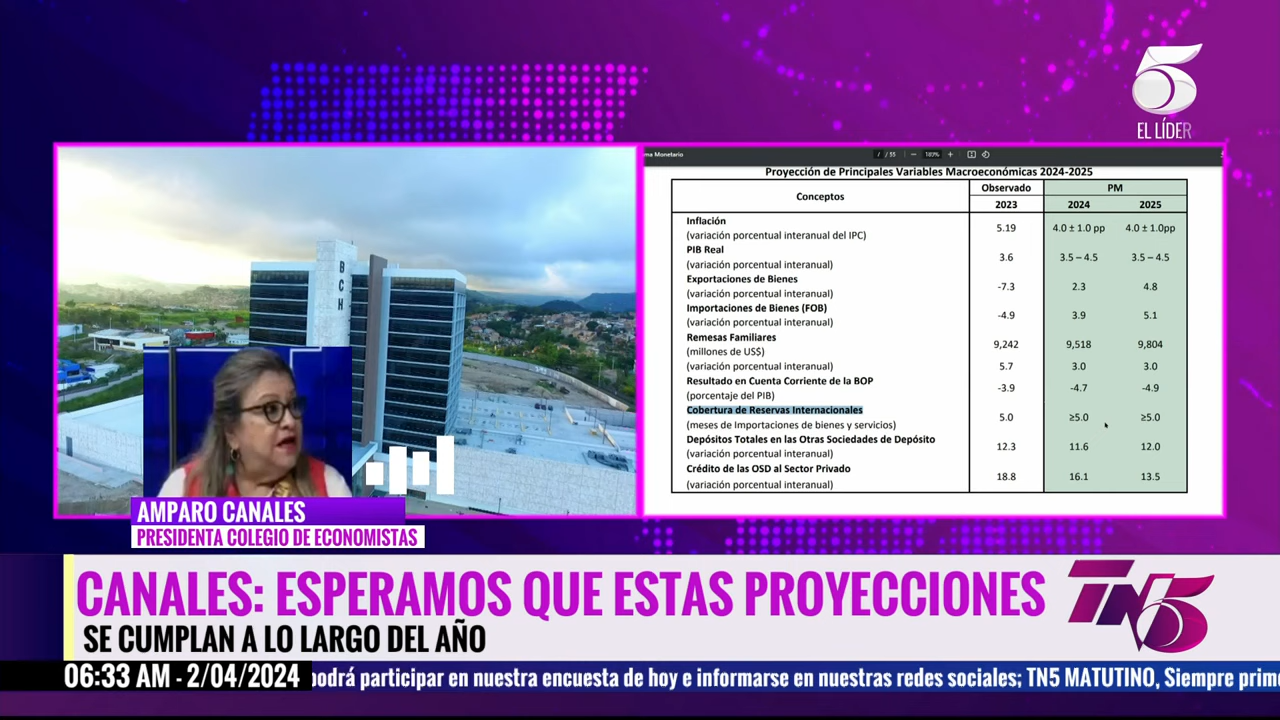 5
EL LÍDER
ma Monetario / 55 180%
Proyección de Principales Variables Macroeconómicas 2024-2025
Conceptos Observado PM
2023 2024 2025
Inflación
(variación porcentual interanual del IPC) 5.19 4.0 ± 1.0 pp 4.0 ± 1.0pp
PIB Real
(variación porcentual interanual) 3.6 3.5 – 4.5 3.5 – 4.5
Exportaciones de Bienes
(variación porcentual interanual) -7.3 2.3 4.8
Importaciones de Bienes (FOB)
(variación porcentual interanual) -4.9 3.9 5.1
Remesas Familiares
(millones de US$) 9,242 9,518 9,804
(variación porcentual interanual) 5.7 3.0 3.0
Resultado en Cuenta Corriente de la BOP
(porcentaje del PIB) -3.9 -4.7 -4.9
Cobertura de Reservas Internacionales
(meses de Importaciones de bienes y servicios) 5.0 ≥5.0 ≥5.0
Depósitos Totales en las Otras Sociedades de Depósito
(variación porcentual interanual) 12.3 11.6 12.0
Crédito de las OSD al Sector Privado
(variación porcentual interanual) 18.8 16.1 13.5
BCH
AMPARO CANALES
PRESIDENTA COLEGIO DE ECONOMISTAS
CANALES: ESPERAMOS QUE ESTAS PROYECCIONES
SE CUMPLAN A LO LARGO DEL AÑO
TN5
06:33 AM - 2/04/2024 podrá participar en nuestra encuesta de hoy e informarse en nuestras redes sociales; TN5 MATUTINO, Siempre prime